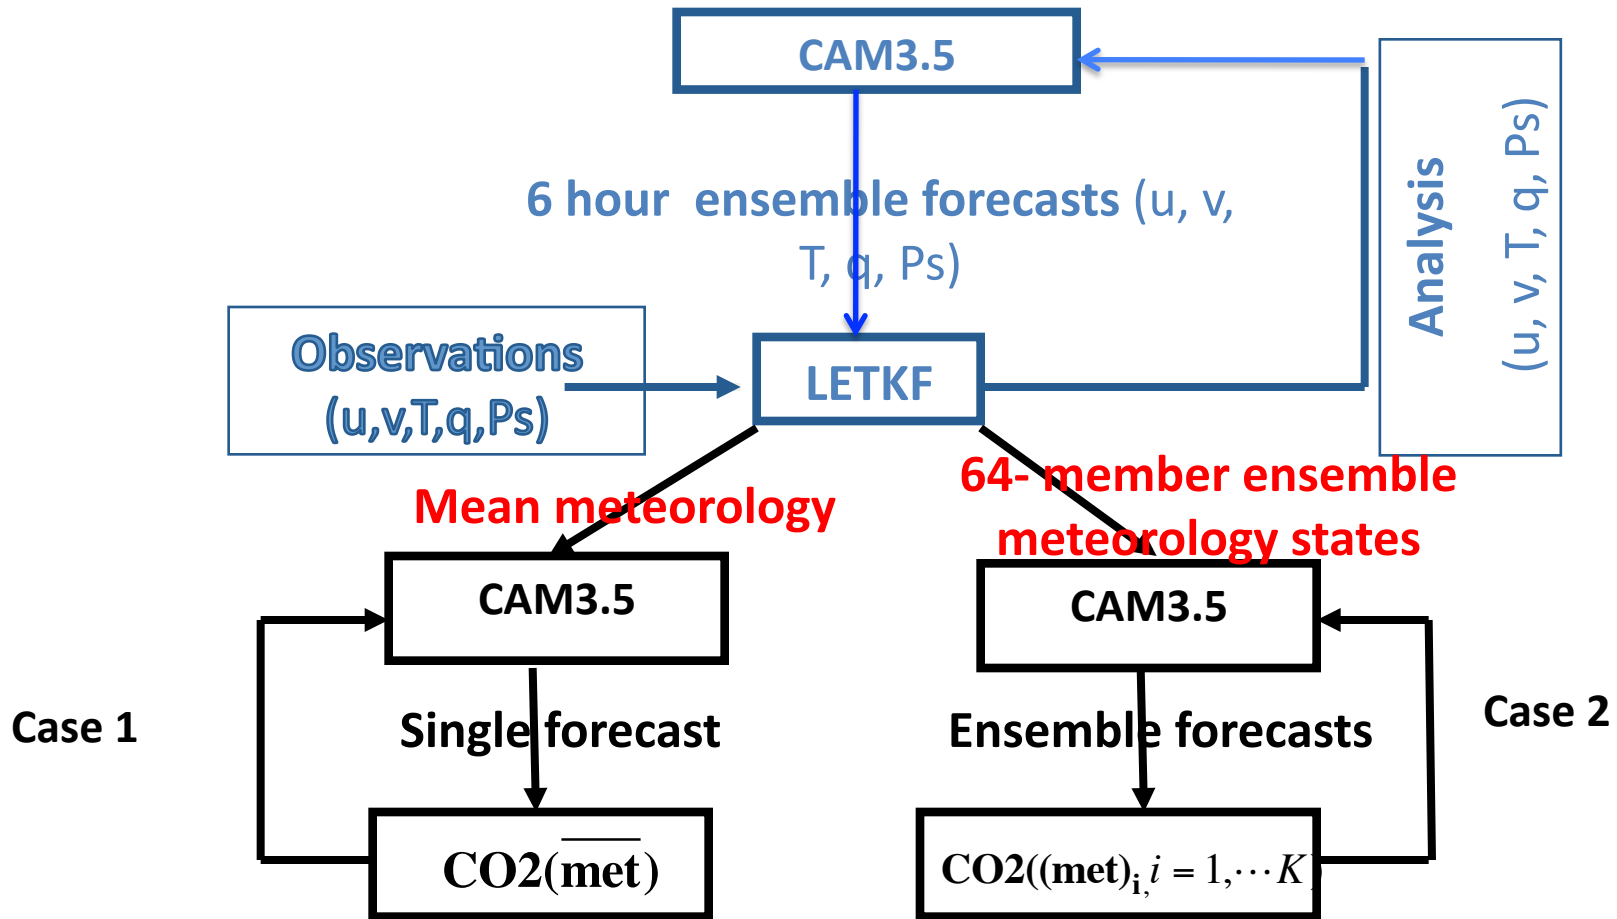 CAM3.5
6 hour ensemble forecasts (u, v,
T, q, Ps)
Analysis
(u, v, T, q, Ps)
Observations
(u,v,T,q,Ps)
LETKF
Mean meteorology
64- member ensemble
meteorology states
CAM3.5
CAM3.5
Case 1
Single forecast
Ensemble forecasts
Case 2
CO2(m̅e̅t̅)
CO2((met)ᵢ, i = 1,⋯K)